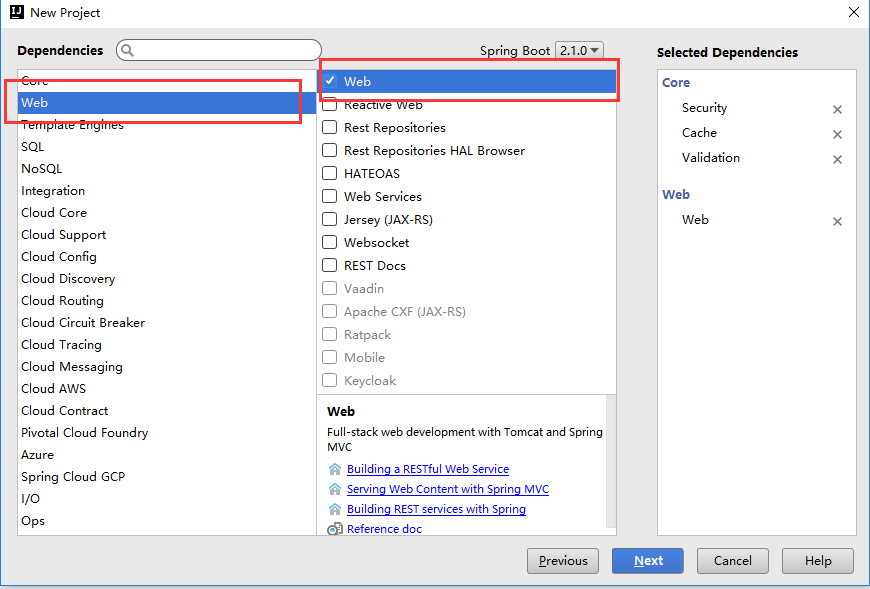 New Project
Dependencies
Spring Boot 2.1.0
Selected Dependencies
Core
Web
Template Engines
SQL
NoSQL
Integration
Cloud Core
Cloud Support
Cloud Config
Cloud Discovery
Cloud Routing
Cloud Circuit Breaker
Cloud Tracing
Cloud Messaging
Cloud AWS
Cloud Contract
Pivotal Cloud Foundry
Azure
Spring Cloud GCP
I/O
Ops
Web
Reactive Web
Rest Repositories
Rest Repositories HAL Browser
HATEOAS
Web Services
Jersey (JAX-RS)
Websocket
REST Docs
Vaadin
Apache CXF (JAX-RS)
Ratpack
Mobile
Keycloak
Web
Full-stack web development with Tomcat and Spring
MVC
Building a RESTful Web Service
Serving Web Content with Spring MVC
Building REST services with Spring
Reference doc
Core
Security
Cache
Validation
Web
Web
Previous
Next
Cancel
Help